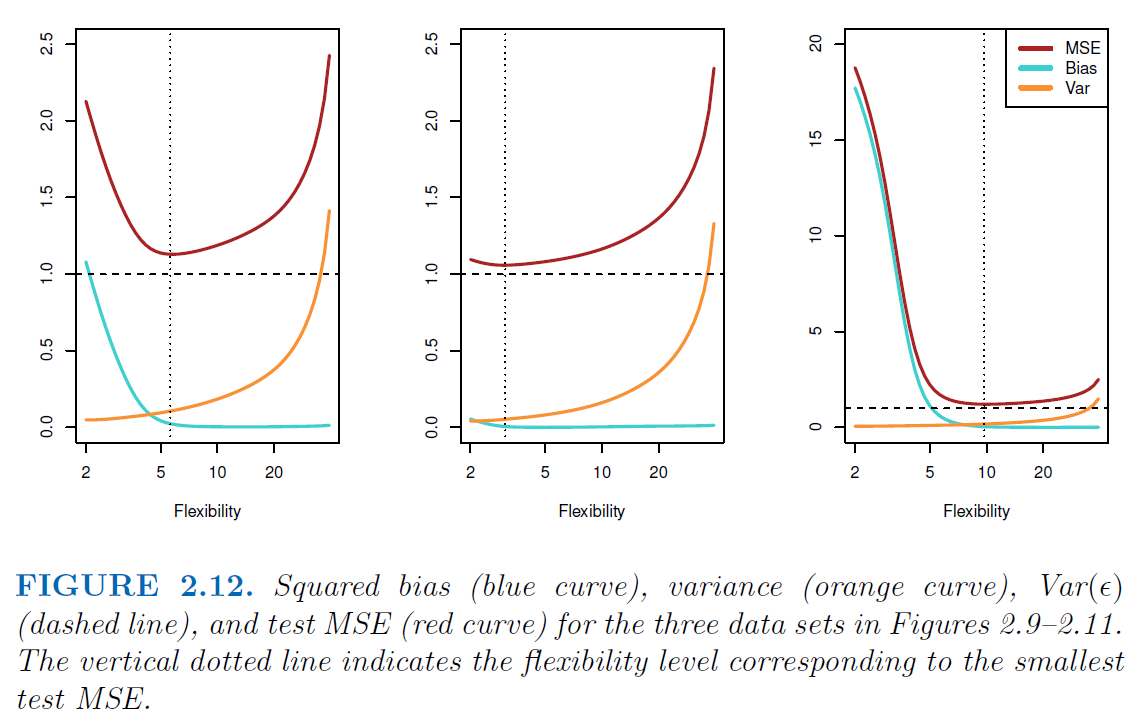 2.5
2.0
1.5
1.0
0.5
0.0
2 5 10 20
Flexibility
2.5
2.0
1.5
1.0
0.5
0.0
2 5 10 20
Flexibility
20
15
10
5
0
2 5 10 20
Flexibility
MSE
Bias
Var
FIGURE 2.12. Squared bias (blue curve), variance (orange curve), Var(ϵ)
(dashed line), and test MSE (red curve) for the three data sets in Figures 2.9–2.11.
The vertical dotted line indicates the flexibility level corresponding to the smallest
test MSE.